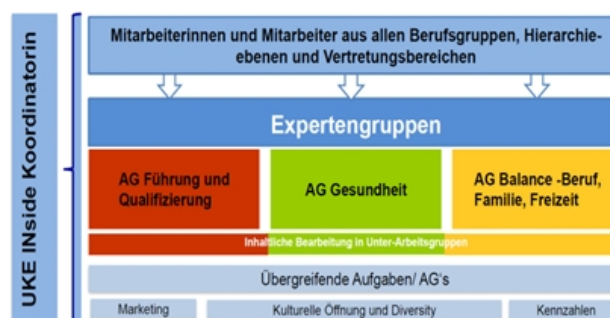 UKE INside Koordinatorin
Mitarbeiterinnen und Mitarbeiter aus allen Berufsgruppen, Hierarchie-
ebenen und Vertretungsbereichen
Expertengruppen
AG Führung und
Qualifizierung
AG Gesundheit
AG Balance -Beruf,
Familie, Freizeit
Inhaltliche Bearbeitung in Unter-Arbeitsgruppen
Übergreifende Aufgaben/ AG's
Marketing
Kulturelle Öffnung und Diversity
Kennzahlen